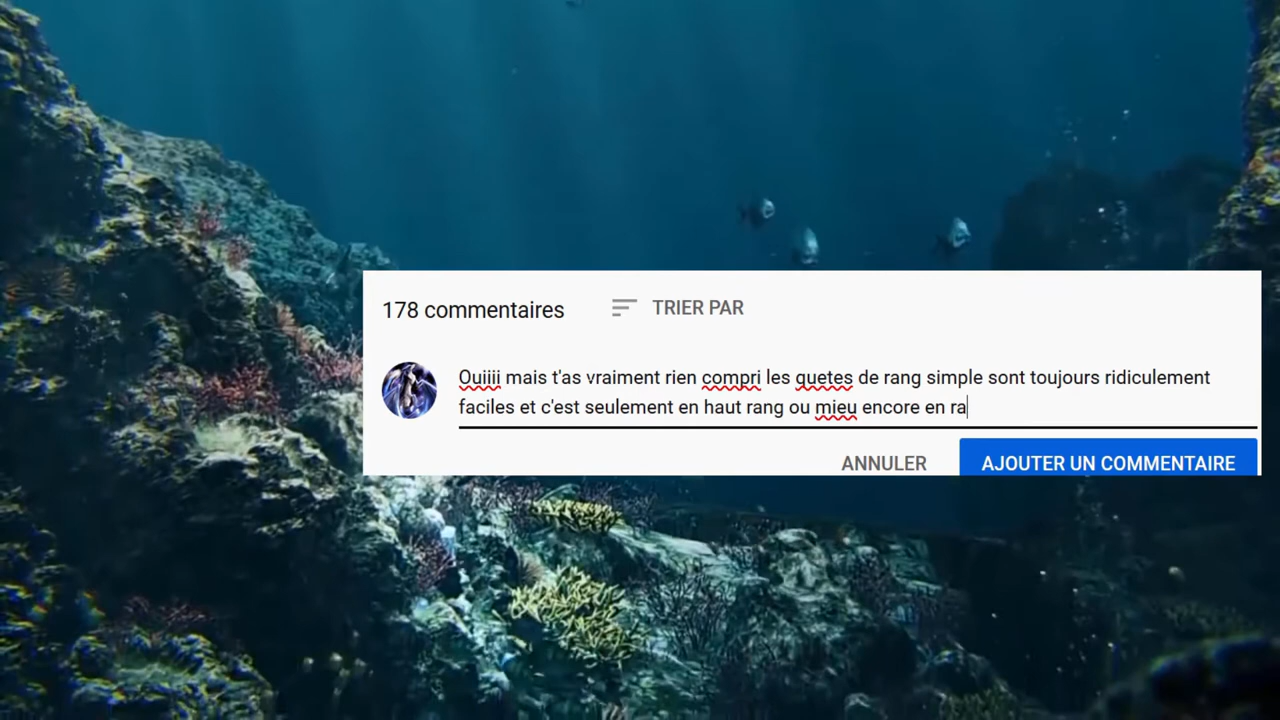 178 commentaires
TRIER PAR
Ouiiii mais t'as vraiment rien compri les quetes de rang simple sont toujours ridiculement
faciles et c'est seulement en haut rang ou mieu encore en ra
ANNULER
AJOUTER UN COMMENTAIRE